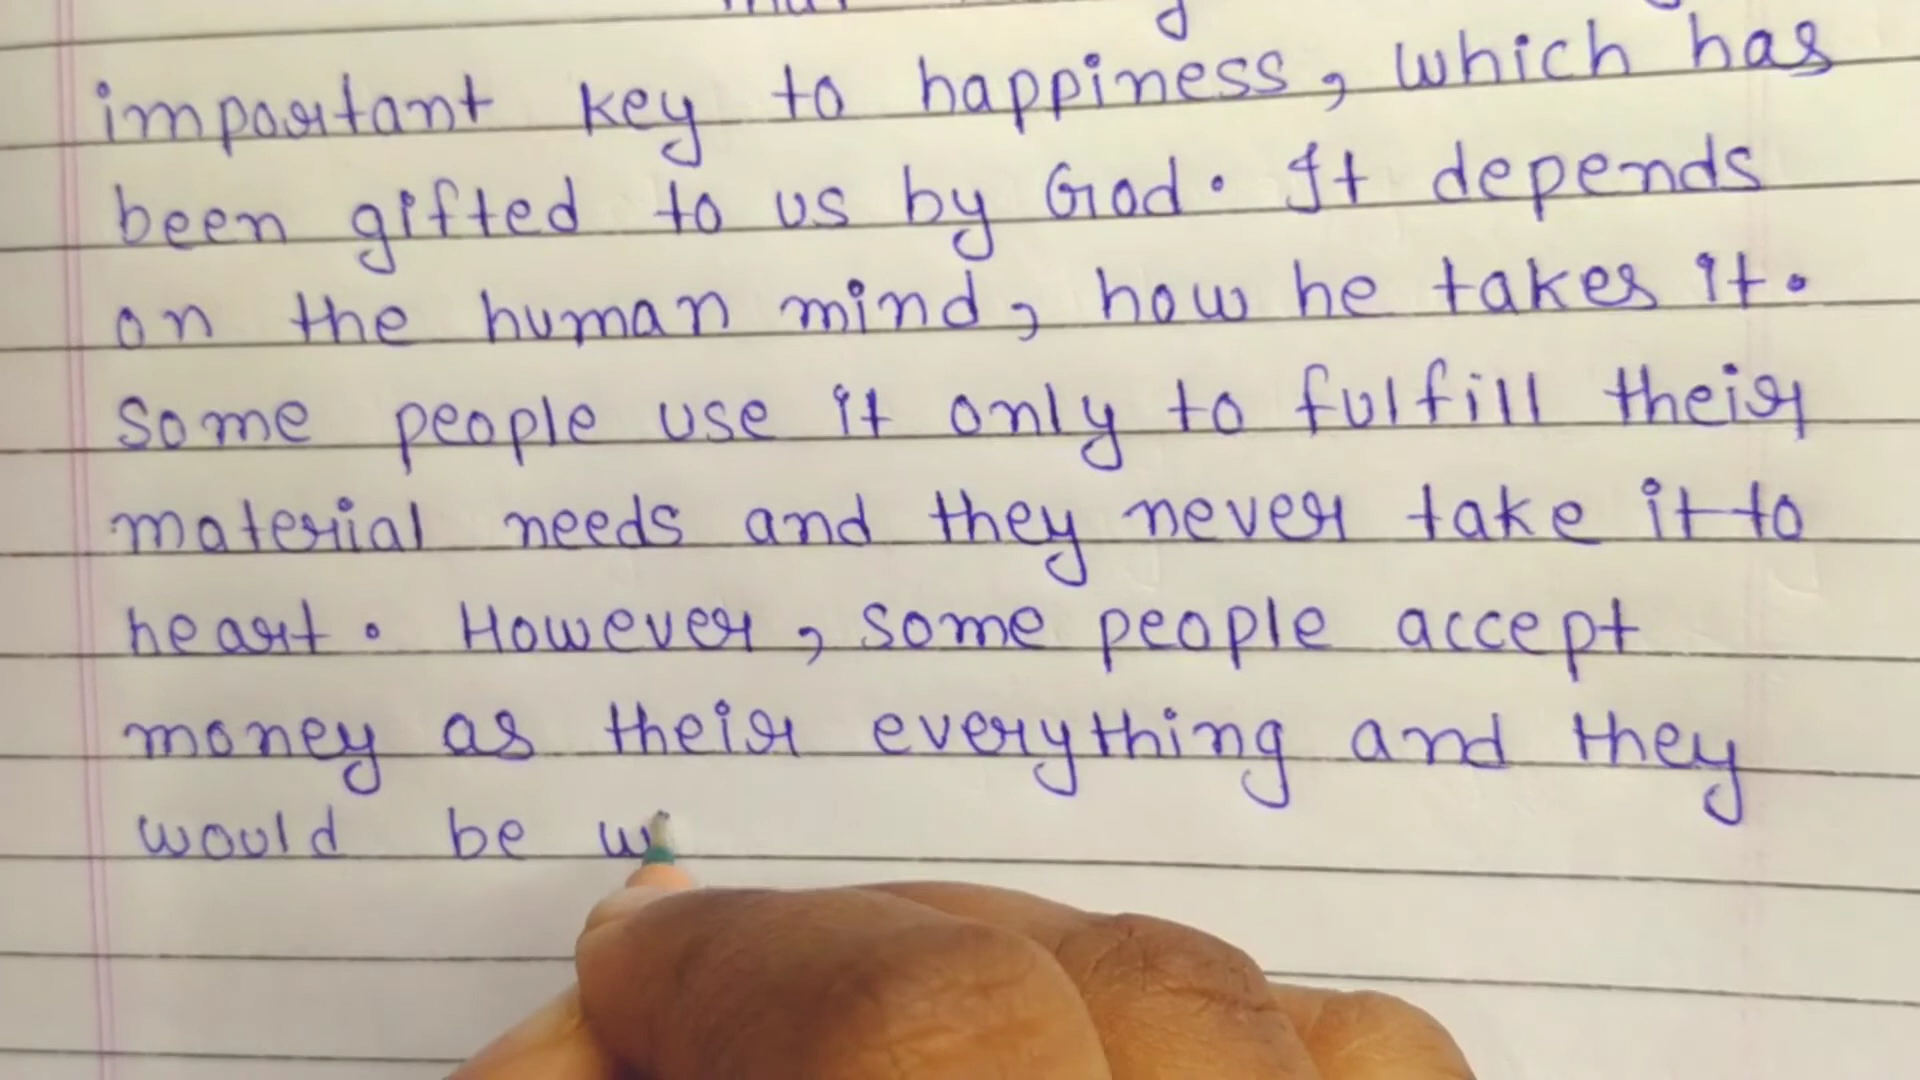 important key to happiness, which has
been gifted to us by God. It depends
on the human mind, how he takes it.
Some people use it only to fulfill their
material needs and they never take it to
heart. However, some people accept
money as their everything and they
would be